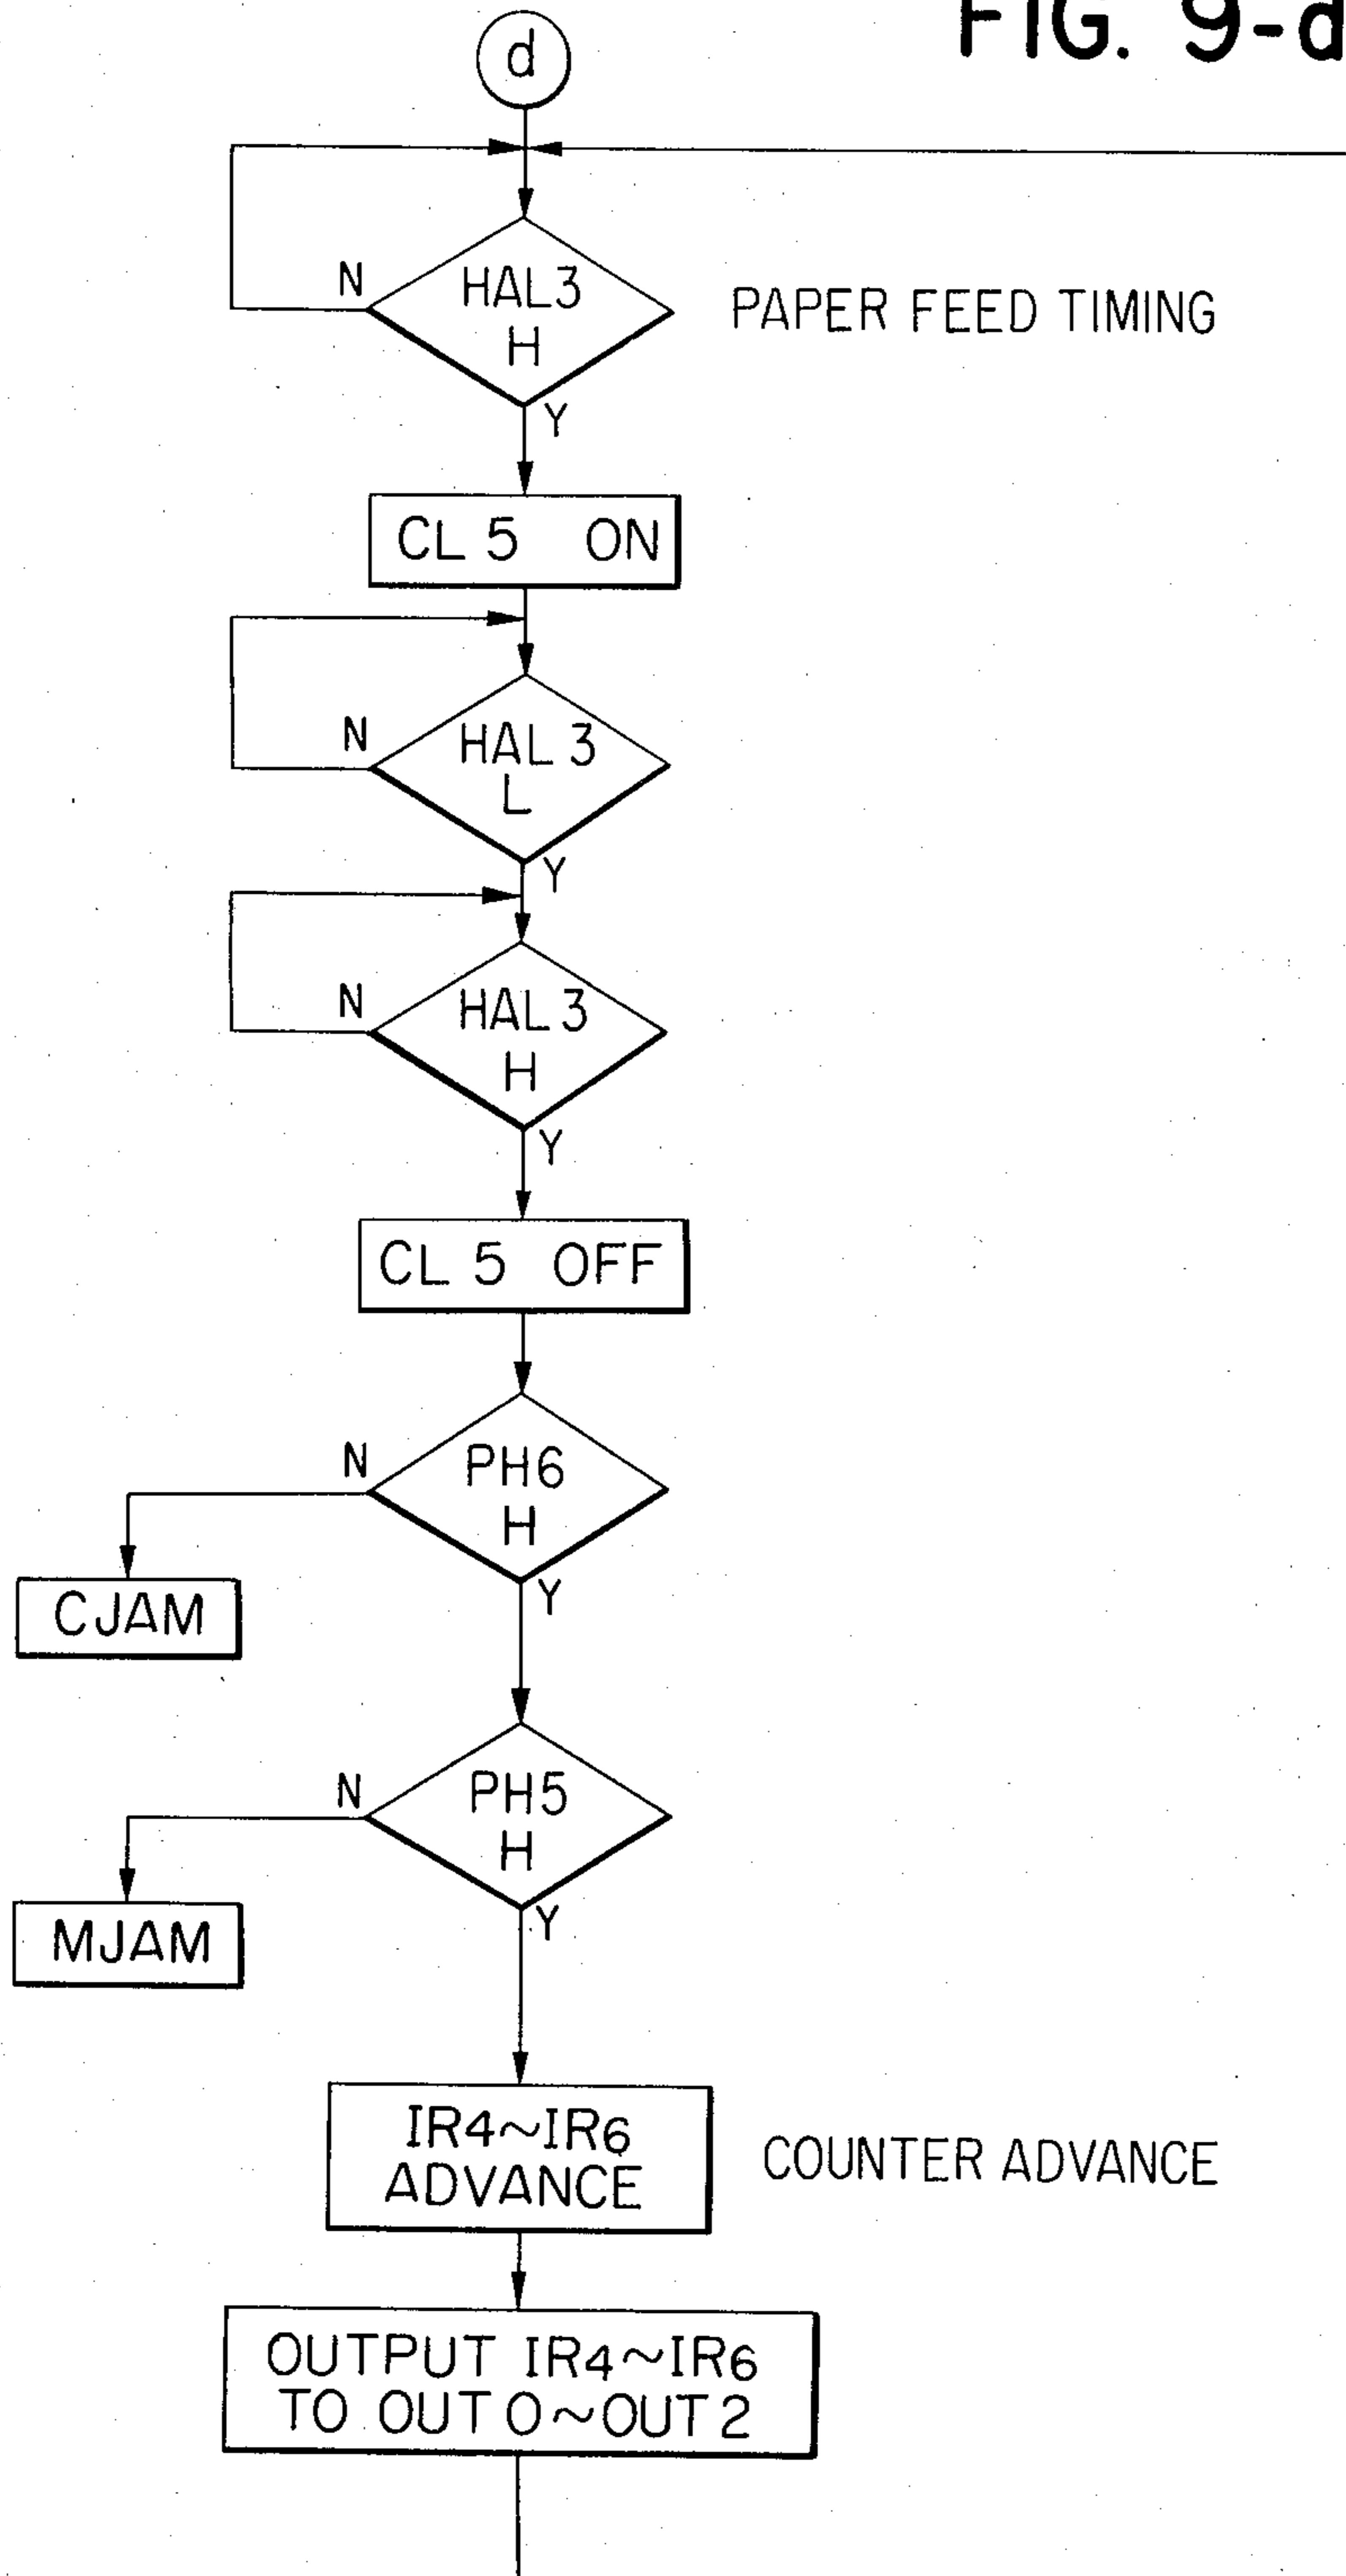 FIG. 9-d
d
N
HAL3
H
PAPER FEED TIMING
Y
CL 5 ON
N
HAL 3
L
Y
N
HAL 3
H
Y
CL 5 OFF
N
PH6
H
Y
CJAM
N
PH5
H
Y
MJAM
IR4~IR6
ADVANCE
COUNTER ADVANCE
OUTPUT IR4~IR6
TO OUT 0~OUT 2